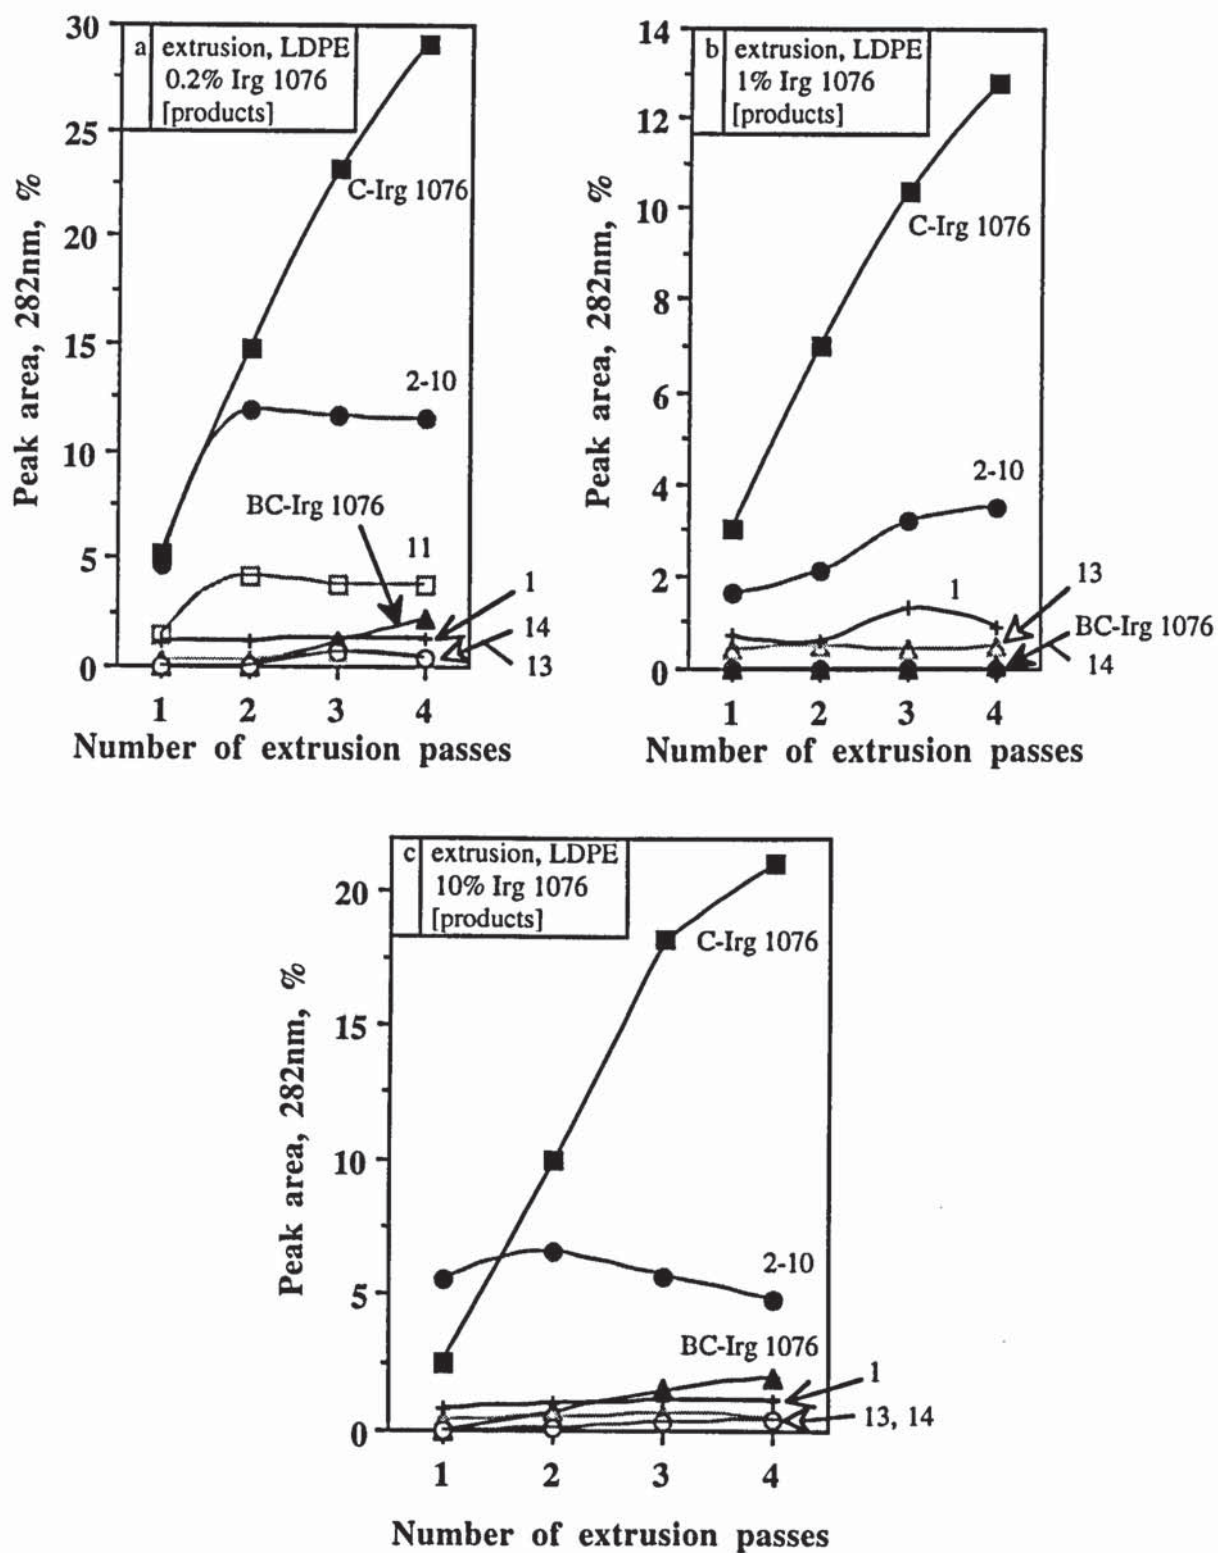 a extrusion, LDPE
0.2% Irg 1076
[products]
30
25
20
15
10
5
0
Peak area, 282nm, %
C-Irg 1076
2-10
BC-Irg 1076
11
1
14
13
1 2 3 4
Number of extrusion passes
b extrusion, LDPE
1% Irg 1076
[products]
14
12
10
8
6
4
2
0
Peak area, 282nm, %
C-Irg 1076
2-10
1
13
BC-Irg 1076
14
1 2 3 4
Number of extrusion passes
c extrusion, LDPE
10% Irg 1076
[products]
20
15
10
5
0
Peak area, 282nm, %
C-Irg 1076
2-10
BC-Irg 1076
1
13, 14
1 2 3 4
Number of extrusion passes